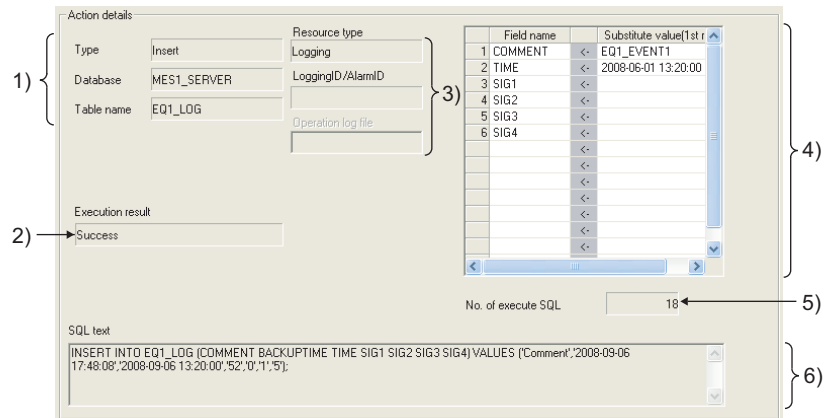 Action details
1)
Type Insert
Database MES1_SERVER
Table name EQ1_LOG
Resource type
Logging
LoggingID/AlarmID
Operation log file
3)
Field name Substitute value(1st r
1 COMMENT <- EQ1_EVENT1
2 TIME <- 2008-06-01 13:20:00
3 SIG1 <-
4 SIG2 <-
5 SIG3 <-
6 SIG4 <-
<-
<-
<-
<-
<-
<-
<-
4)
Execution result
2) Success
No. of execute SQL 18 5)
SQL text
INSERT INTO EQ1_LOG (COMMENT BACKUPTIME TIME SIG1 SIG2 SIG3 SIG4) VALUES ('Comment','2008-09-06
17:48:08','2008-09-06 13:20:00','52','0','1','5');
6)